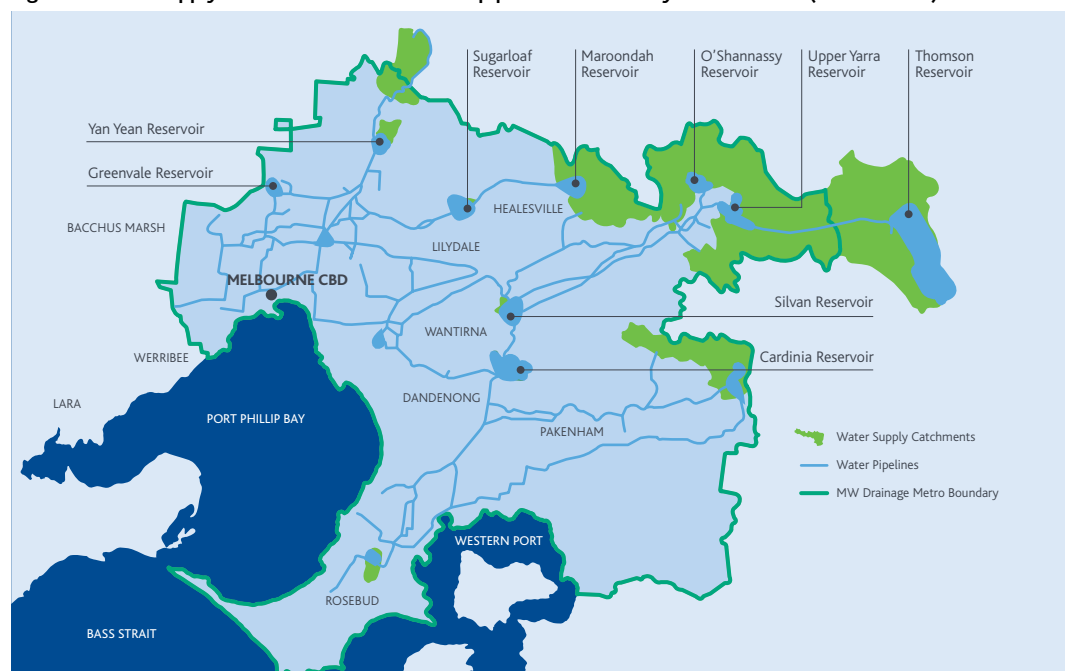 Sugarloaf
Reservoir
Maroondah
Reservoir
O'Shannassy
Reservoir
Upper Yarra
Reservoir
Thomson
Reservoir
Yan Yean Reservoir
Greenvale Reservoir
BACCHUS MARSH
HEALESVILLE
LILYDALE
MELBOURNE CBD
Silvan Reservoir
WANTIRNA
WERRIBEE
Cardinia Reservoir
LARA
DANDENONG
PORT PHILLIP BAY
PAKENHAM
Water Supply Catchments
Water Pipelines
MW Drainage Metro Boundary
WESTERN PORT
ROSEBUD
BASS STRAIT